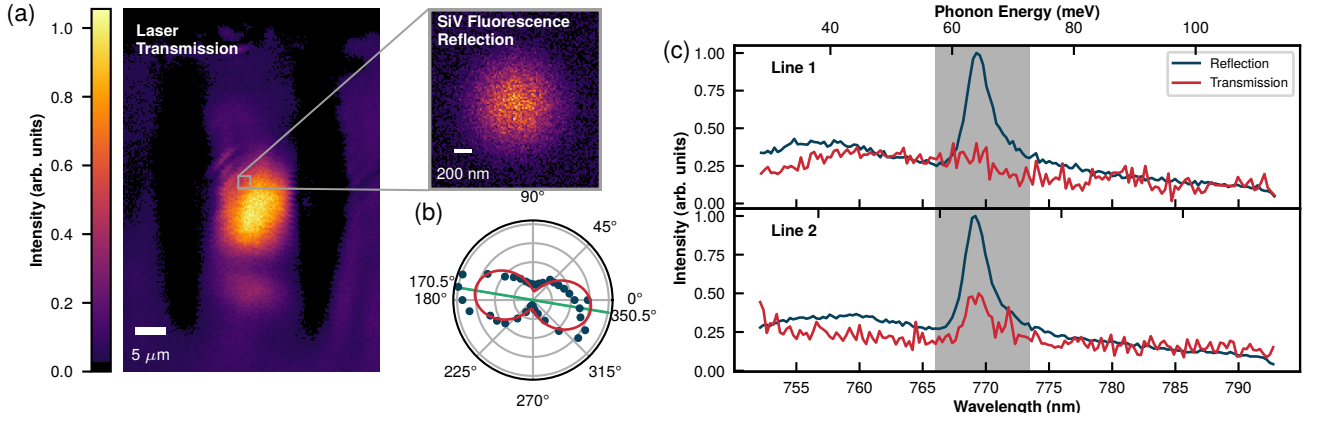 (a)
Intensity (arb. units)
1.0
0.8
0.6
0.4
0.2
0.0
Laser
Transmission
5 μm
SiV Fluorescence
Reflection
200 nm
(b)
90°
45°
0°
350.5°
315°
270°
225°
180°
170.5°
(c)
Phonon Energy (meV)
40 60 80 100
Intensity (arb. units)
1.00
0.75
0.50
0.25
0.00
Line 1
Reflection
Transmission
1.00
0.75
0.50
0.25
0.00
Line 2
755 760 765 770 775 780 785 790
Wavelength (nm)